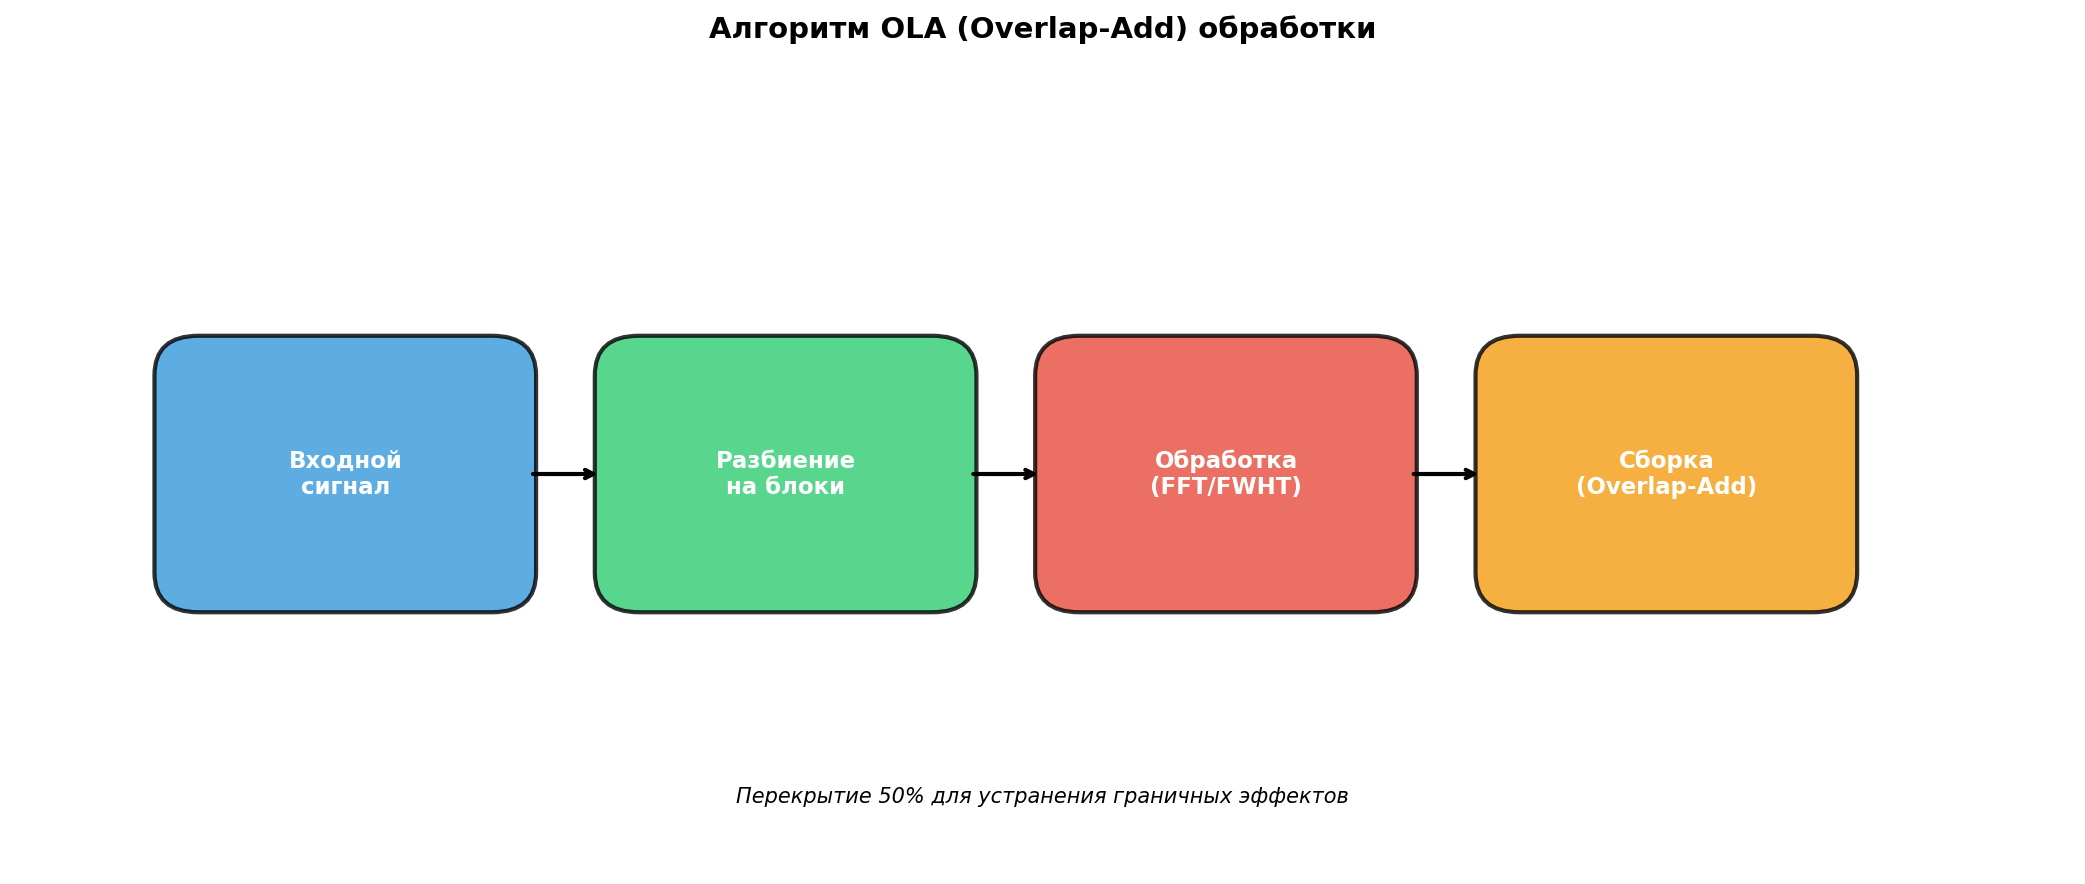 Алгоритм OLA (Overlap-Add) обработки
Входной
сигнал
Разбиение
на блоки
Обработка
(FFT/FWHT)
Сборка
(Overlap-Add)
Перекрытие 50% для устранения граничных эффектов